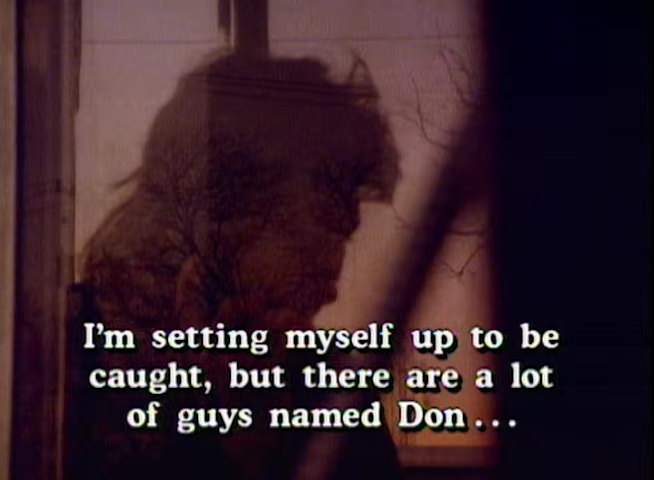 I'm setting myself up to be
caught, but there are a lot
of guys named Don...